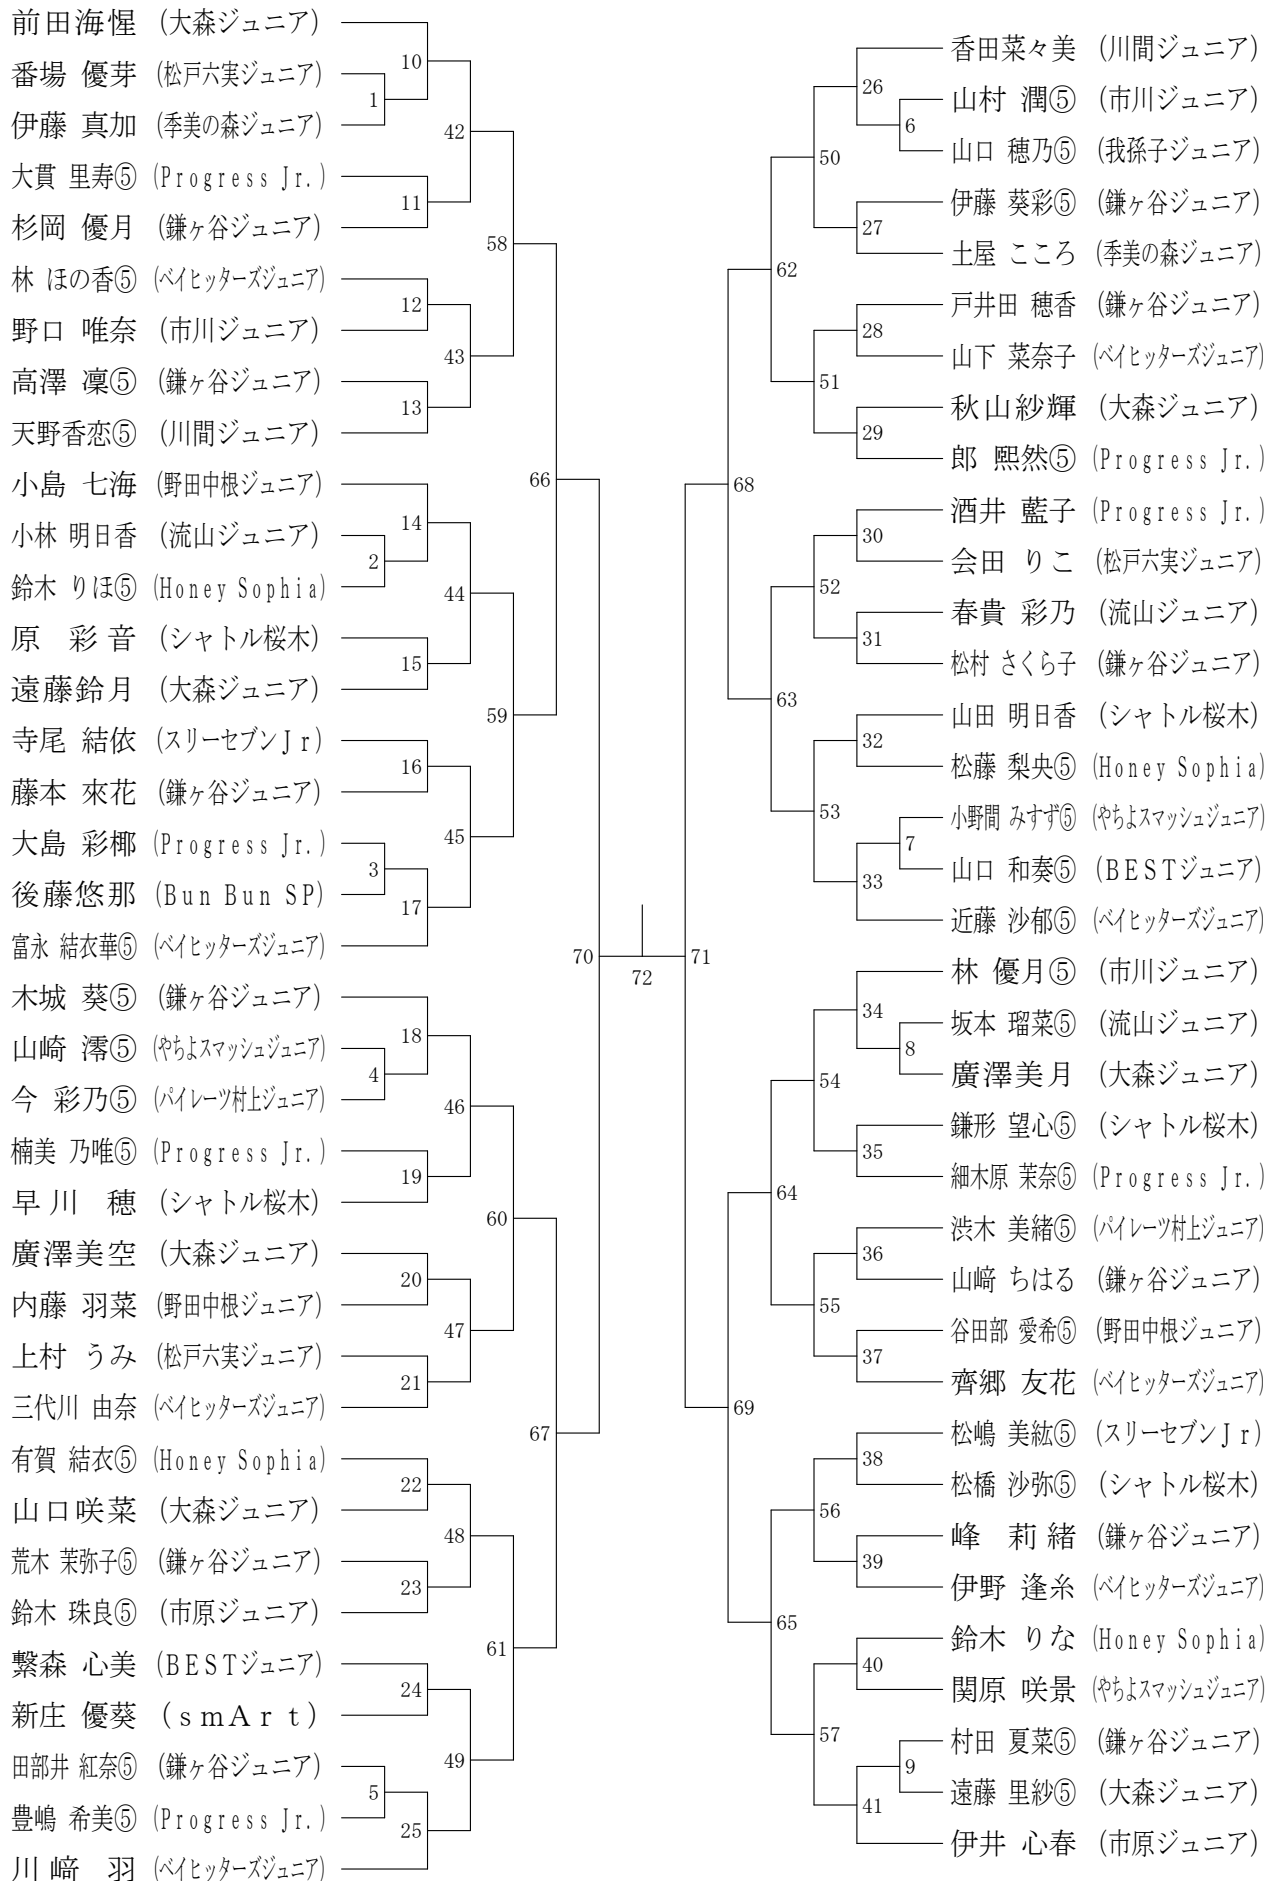 前田海惺 (大森ジュニア)
番場 優芽 (松戸六実ジュニア)
伊藤 真加 (季美の森ジュニア)
大貫 里寿⑤ (Progress Jr.)
杉岡 優月 (鎌ヶ谷ジュニア)
林 ほの香⑤ (ベイヒッターズジュニア)
野口 唯奈 (市川ジュニア)
高澤 凜⑤ (鎌ヶ谷ジュニア)
天野香恋⑤ (川間ジュニア)
小島 七海 (野田中根ジュニア)
小林 明日香 (流山ジュニア)
鈴木 りほ⑤ (Honey Sophia)
原 彩音 (シャトル桜木)
遠藤鈴月 (大森ジュニア)
寺尾 結依 (スリーセブンJr)
藤本 來花 (鎌ヶ谷ジュニア)
大島 彩椰 (Progress Jr.)
後藤悠那 (Bun Bun SP)
富永 結衣華⑤ (ベイヒッターズジュニア)
木城 葵⑤ (鎌ヶ谷ジュニア)
山崎 澪⑤ (やちよスマッシュジュニア)
今 彩乃⑤ (パイレーツ村上ジュニア)
楠美 乃唯⑤ (Progress Jr.)
早川 穂 (シャトル桜木)
廣澤美空 (大森ジュニア)
内藤 羽菜 (野田中根ジュニア)
上村 うみ (松戸六実ジュニア)
三代川 由奈 (ベイヒッターズジュニア)
有賀 結衣⑤ (Honey Sophia)
山口咲菜 (大森ジュニア)
荒木 茉弥子⑤ (鎌ヶ谷ジュニア)
鈴木 珠良⑤ (市原ジュニア)
繋森 心美 (BESTジュニア)
新庄 優葵 (smArt)
田部井 紅奈⑤ (鎌ヶ谷ジュニア)
豊嶋 希美⑤ (Progress Jr.)
川﨑 羽 (ベイヒッターズジュニア)
1
2
3
4
5
10
11
12
13
14
15
16
17
18
19
20
21
22
23
24
25
42
43
44
45
46
47
48
49
58
59
60
61
66
67
70
72
71
68
69
62
63
64
65
50
51
52
53
54
55
56
57
26
27
28
29
30
31
32
33
34
35
36
37
38
39
40
41
6
7
8
9
香田菜々美 (川間ジュニア)
山村 潤⑤ (市川ジュニア)
山口 穂乃⑤ (我孫子ジュニア)
伊藤 葵彩⑤ (鎌ヶ谷ジュニア)
土屋 こころ (季美の森ジュニア)
戸井田 穂香 (鎌ヶ谷ジュニア)
山下 菜奈子 (ベイヒッターズジュニア)
秋山紗輝 (大森ジュニア)
郎 熙然⑤ (Progress Jr.)
酒井 藍子 (Progress Jr.)
会田 りこ (松戸六実ジュニア)
春貴 彩乃 (流山ジュニア)
松村 さくら子 (鎌ヶ谷ジュニア)
山田 明日香 (シャトル桜木)
松藤 梨央⑤ (Honey Sophia)
小野間 みすず⑤ (やちよスマッシュジュニア)
山口 和奏⑤ (BESTジュニア)
近藤 沙郁⑤ (ベイヒッターズジュニア)
林 優月⑤ (市川ジュニア)
坂本 瑠菜⑤ (流山ジュニア)
廣澤美月 (大森ジュニア)
鎌形 望心⑤ (シャトル桜木)
細木原 茉奈⑤ (Progress Jr.)
渋木 美緒⑤ (パイレーツ村上ジュニア)
山﨑 ちはる (鎌ヶ谷ジュニア)
谷田部 愛希⑤ (野田中根ジュニア)
齊郷 友花 (ベイヒッターズジュニア)
松嶋 美紘⑤ (スリーセブンJr)
松橋 沙弥⑤ (シャトル桜木)
峰 莉緒 (鎌ヶ谷ジュニア)
伊野 逢糸 (ベイヒッターズジュニア)
鈴木 りな (Honey Sophia)
関原 咲景 (やちよスマッシュジュニア)
村田 夏菜⑤ (鎌ヶ谷ジュニア)
遠藤 里紗⑤ (大森ジュニア)
伊井 心春 (市原ジュニア)